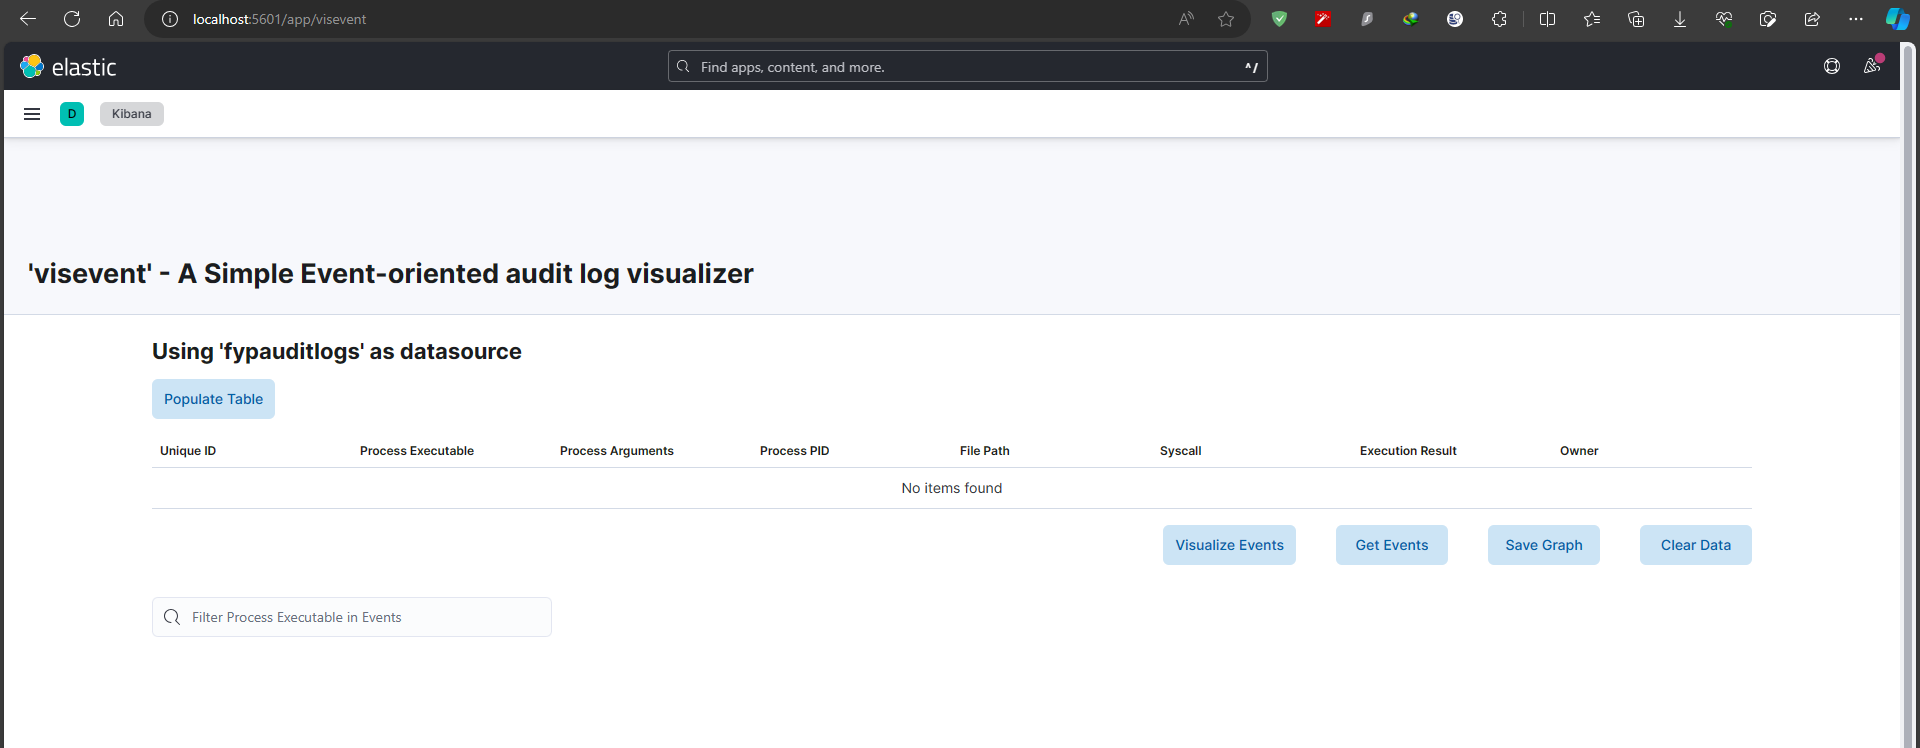 localhost:5601/app/visevent
elastic
Find apps, content, and more.
^/
D
Kibana
'visevent' - A Simple Event-oriented audit log visualizer
Using 'fypauditlogs' as datasource
Populate Table
Unique ID Process Executable Process Arguments Process PID File Path Syscall Execution Result Owner
No items found
Visualize Events Get Events Save Graph Clear Data
Filter Process Executable in Events